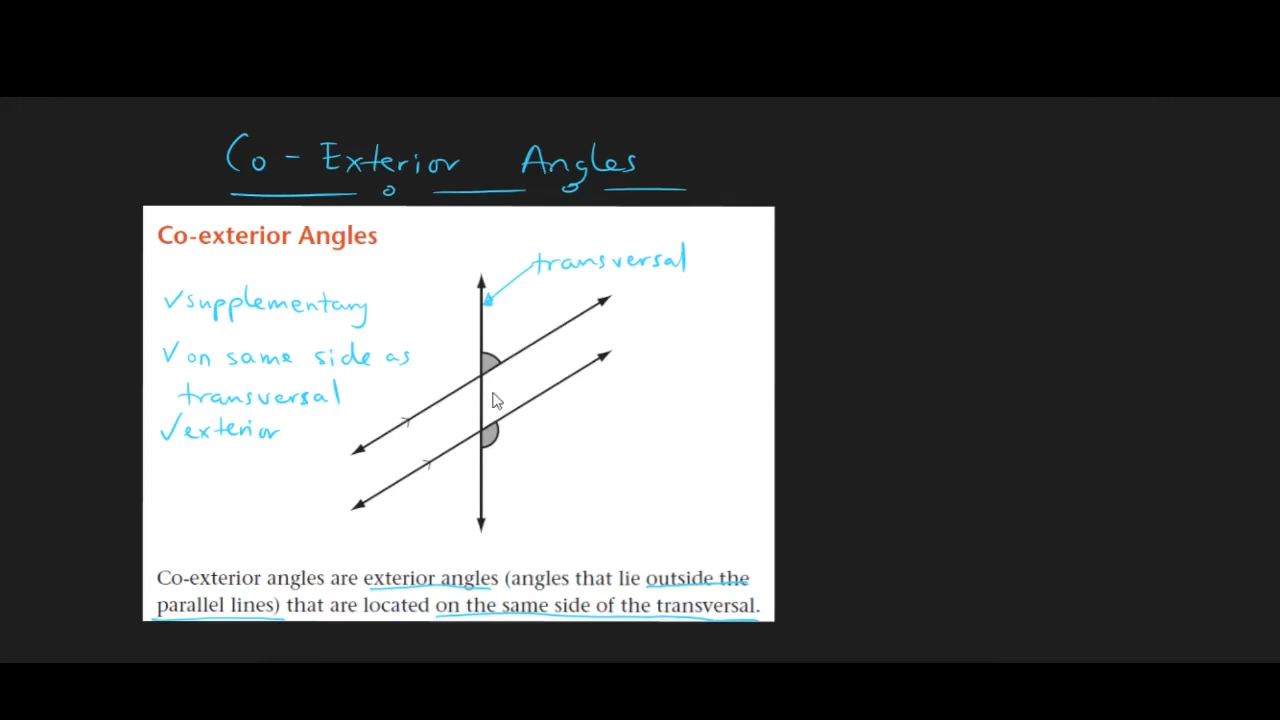 Co - Exterior Angles
Co-exterior Angles
transversal
✓supplementary
✓on same side as
transversal
✓exterior
Co-exterior angles are exterior angles (angles that lie outside the
parallel lines) that are located on the same side of the transversal.